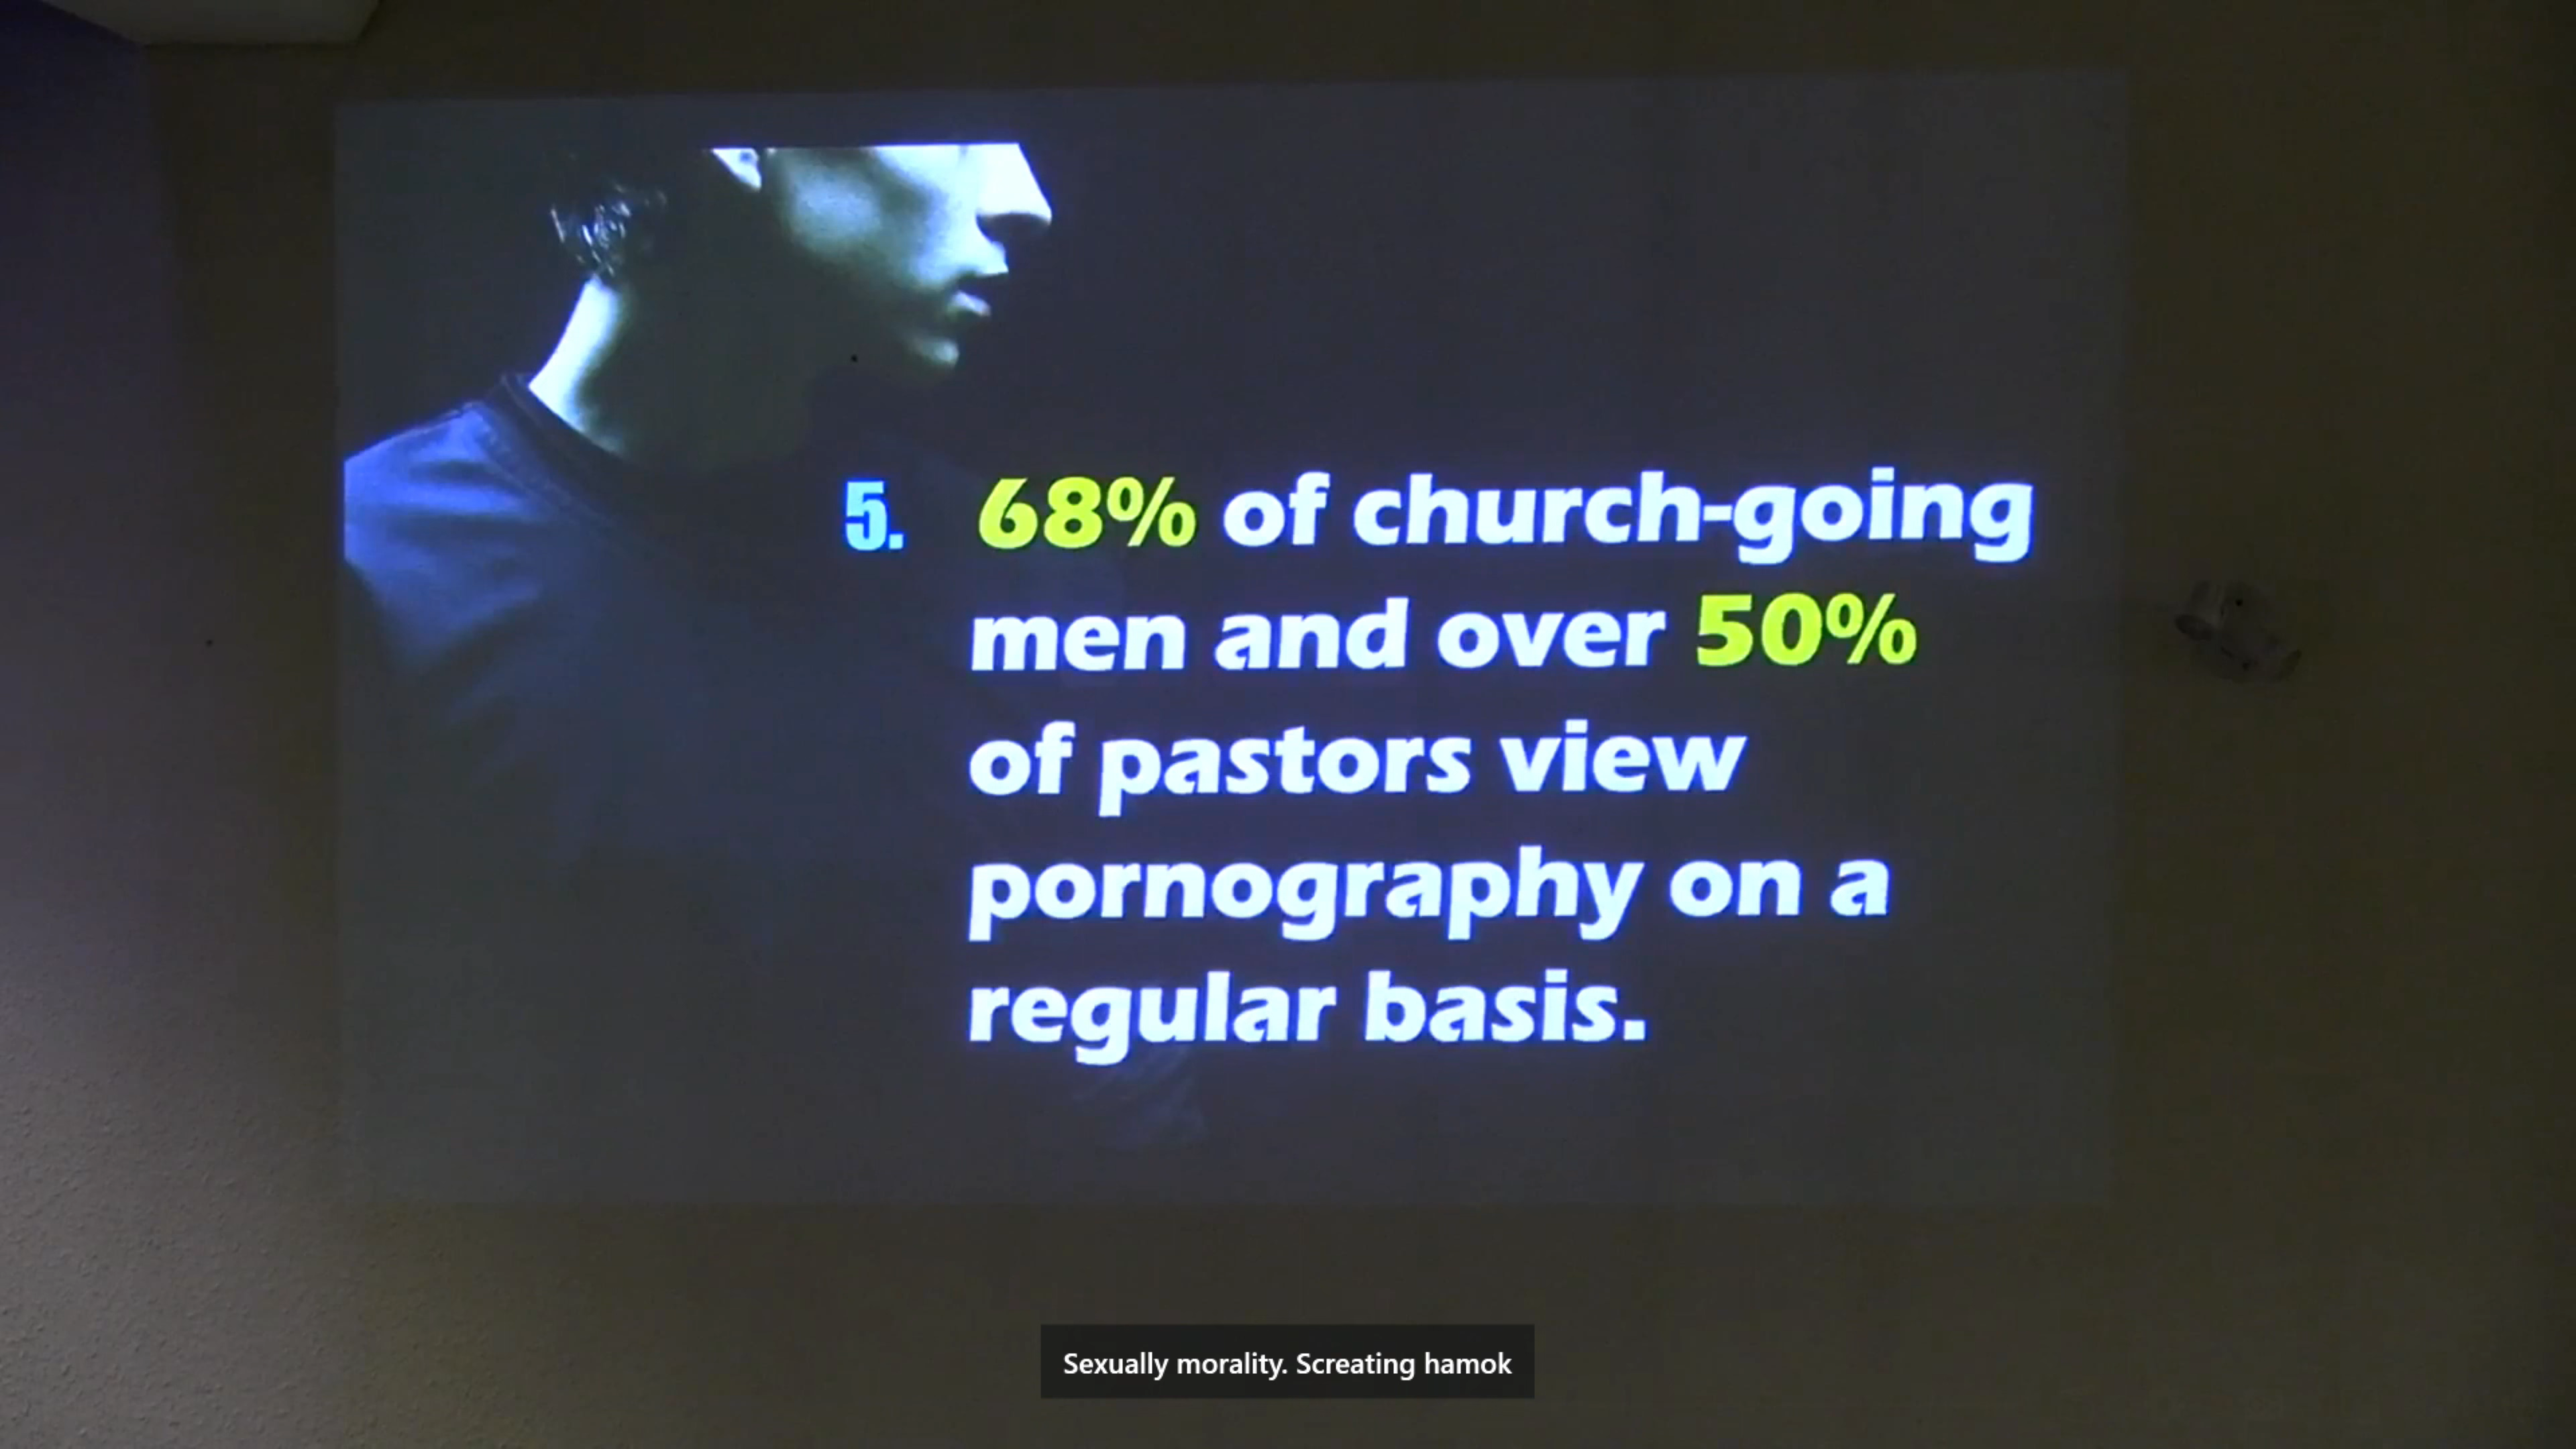 5. 68% of church-going
men and over 50%
of pastors view
pornography on a
regular basis.
Sexually morality. Screating hamok